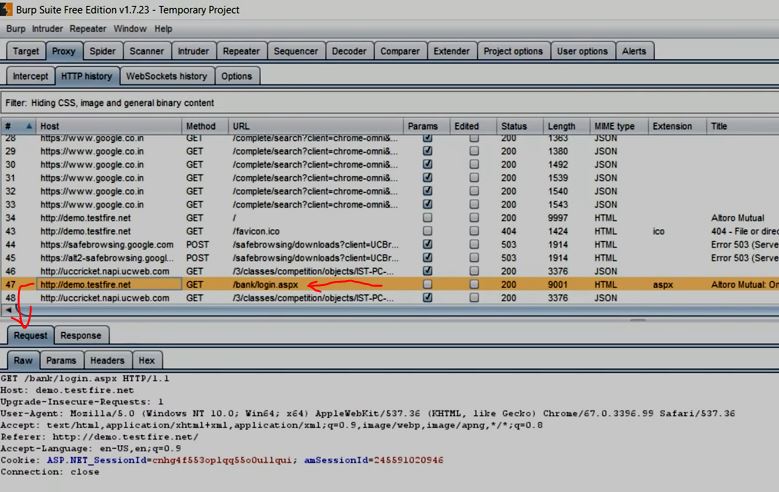 Burp Suite Free Edition v1.7.23 - Temporary Project
Burp Intruder Repeater Window Help
Target Proxy Spider Scanner Intruder Repeater Sequencer Decoder Comparer Extender Project options User options Alerts
Intercept HTTP history WebSockets history Options
Filter: Hiding CSS, image and general binary content
# Host Method URL Params Edited Status Length MIME type Extension Title
28 https://www.google.co.in GET /complete/search?client=chrome-omni&... 200 1363 JSON
29 https://www.google.co.in GET /complete/search?client=chrome-omni&... 200 1380 JSON
30 https://www.google.co.in GET /complete/search?client=chrome-omni&... 200 1492 JSON
31 https://www.google.co.in GET /complete/search?client=chrome-omni&... 200 1539 JSON
32 https://www.google.co.in GET /complete/search?client=chrome-omni&... 200 1540 JSON
33 https://www.google.co.in GET /complete/search?client=chrome-omni&... 200 1543 JSON
34 http://demo.testfire.net GET / 200 9997 HTML Altoro Mutual
43 http://demo.testfire.net GET /favicon.ico 404 1424 HTML ico 404 - File or direc
44 https://safebrowsing.google.com POST /safebrowsing/downloads?client=UCBr... 503 1914 HTML Error 503 (Server
45 https://alt2-safebrowsing.google... POST /safebrowsing/downloads?client=UCBr... 503 1914 HTML Error 503 (Server
46 http://uccricket.napi.ucweb.com GET /3/classes/competition/objects/IST-PC-... 200 3376 JSON
47 http://demo.testfire.net GET /bank/login.aspx 200 9001 HTML aspx Altoro Mutual: On
48 http://uccricket.napi.ucweb.com GET /3/classes/competition/objects/IST-PC-... 200 3376 JSON
Request Response
Raw Params Headers Hex
GET /bank/login.aspx HTTP/1.1
Host: demo.testfire.net
Upgrade-Insecure-Requests: 1
User-Agent: Mozilla/5.0 (Windows NT 10.0; Win64; x64) AppleWebKit/537.36 (KHTML, like Gecko) Chrome/67.0.3396.99 Safari/537.36
Accept: text/html,application/xhtml+xml,application/xml;q=0.9,image/webp,image/apng,*/*;q=0.8
Referer: http://demo.testfire.net/
Accept-Language: en-US,en;q=0.9
Cookie: ASP.NET_SessionId=cnhg4f553oplqq55o0ullqui; amSessionId=245591020946
Connection: close